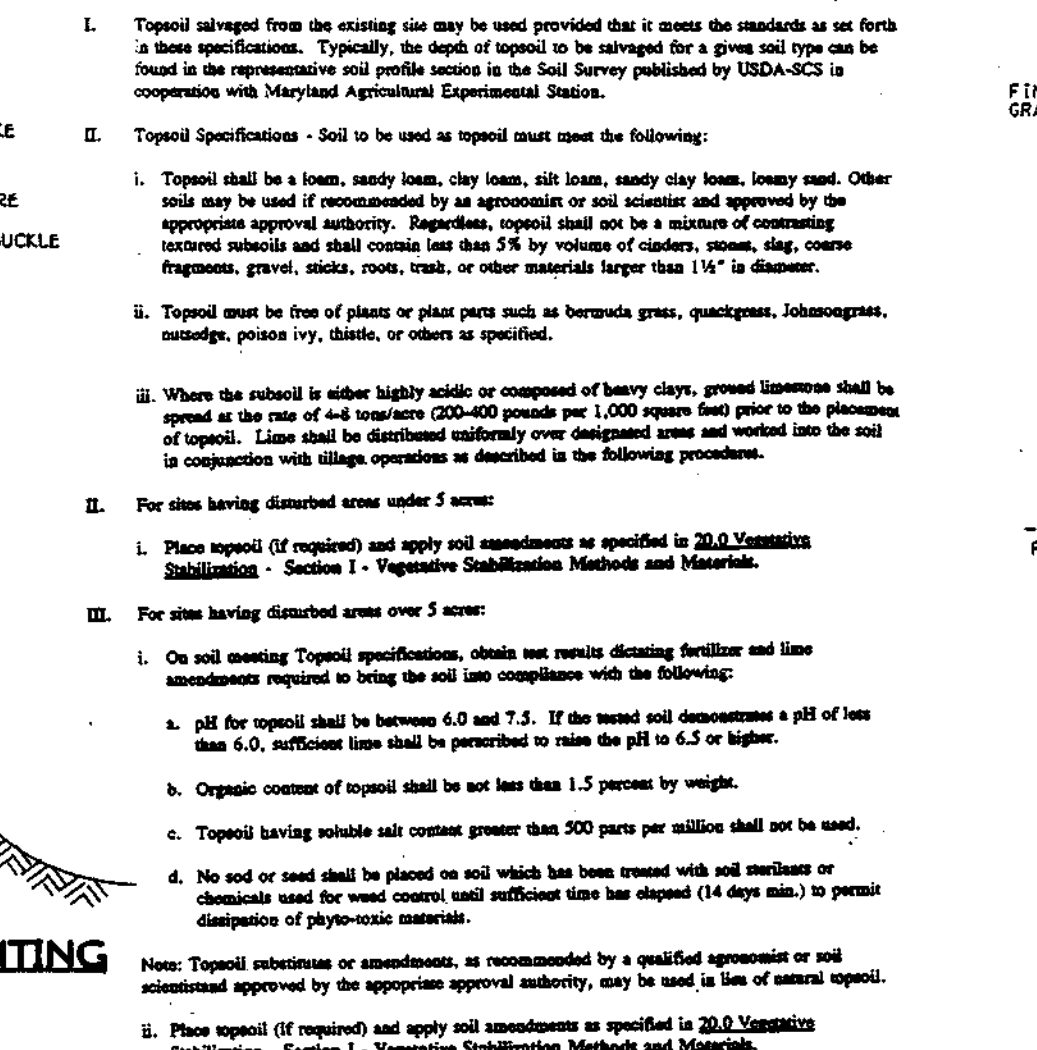 I. Topsoil salvaged from the existing site may be used provided that it meets the standards as set forth
in these specifications. Typically, the depth of topsoil to be salvaged for a given soil type can be
found in the representative soil profile section in the Soil Survey published by USDA-SCS in
cooperation with Maryland Agricultural Experimental Station.
II. Topsoil Specifications - Soil to be used as topsoil must meet the following:
i. Topsoil shall be a loam, sandy loam, clay loam, silt loam, sandy clay loam, loamy sand. Other
soils may be used if recommended by an agronomist or soil scientist and approved by the
appropriate approval authority. Regardless, topsoil shall not be a mixture of contrasting
textured subsoils and shall contain less than 5% by volume of cinders, stones, slag, coarse
fragments, gravel, sticks, roots, trash, or other materials larger than 1½" in diameter.
ii. Topsoil must be free of plants or plant parts such as bermuda grass, quackgrass, Johnsongrass,
nutsedge, poison ivy, thistle, or others as specified.
iii. Where the subsoil is either highly acidic or composed of heavy clays, ground limestone shall be
spread at the rate of 4-8 tons/acre (200-400 pounds per 1,000 square feet) prior to the placement
of topsoil. Lime shall be distributed uniformly over designated areas and worked into the soil
in conjunction with tillage operations as described in the following procedures.
II. For sites having disturbed areas under 5 acres:
i. Place topsoil (if required) and apply soil amendments as specified in 20.0 Vegetative
Stabilization - Section I - Vegetative Stabilization Methods and Materials.
III. For sites having disturbed areas over 5 acres:
i. On soil meeting Topsoil specifications, obtain test results dictating fertilizer and lime
amendments required to bring the soil into compliance with the following:
a. pH for topsoil shall be between 6.0 and 7.5. If the tested soil demonstrates a pH of less
than 6.0, sufficient lime shall be perscribed to raise the pH to 6.5 or higher.
b. Organic content of topsoil shall be not less than 1.5 percent by weight.
c. Topsoil having soluble salt content greater than 500 parts per million shall not be used.
d. No sod or seed shall be placed on soil which has been treated with soil sterilants or
chemicals used for weed control until sufficient time has elapsed (14 days min.) to permit
dissipation of phyto-toxic materials.
Note: Topsoil substitutes or amendments, as recommended by a qualified agronomist or soil
scientistand approved by the appopriate approval authority, may be used in lieu of natural topsoil.
ii. Place topsoil (if required) and apply soil amendments as specified in 20.0 Vegetative
Stabilization - Section I - Vegetative Stabilization Methods and Materials.